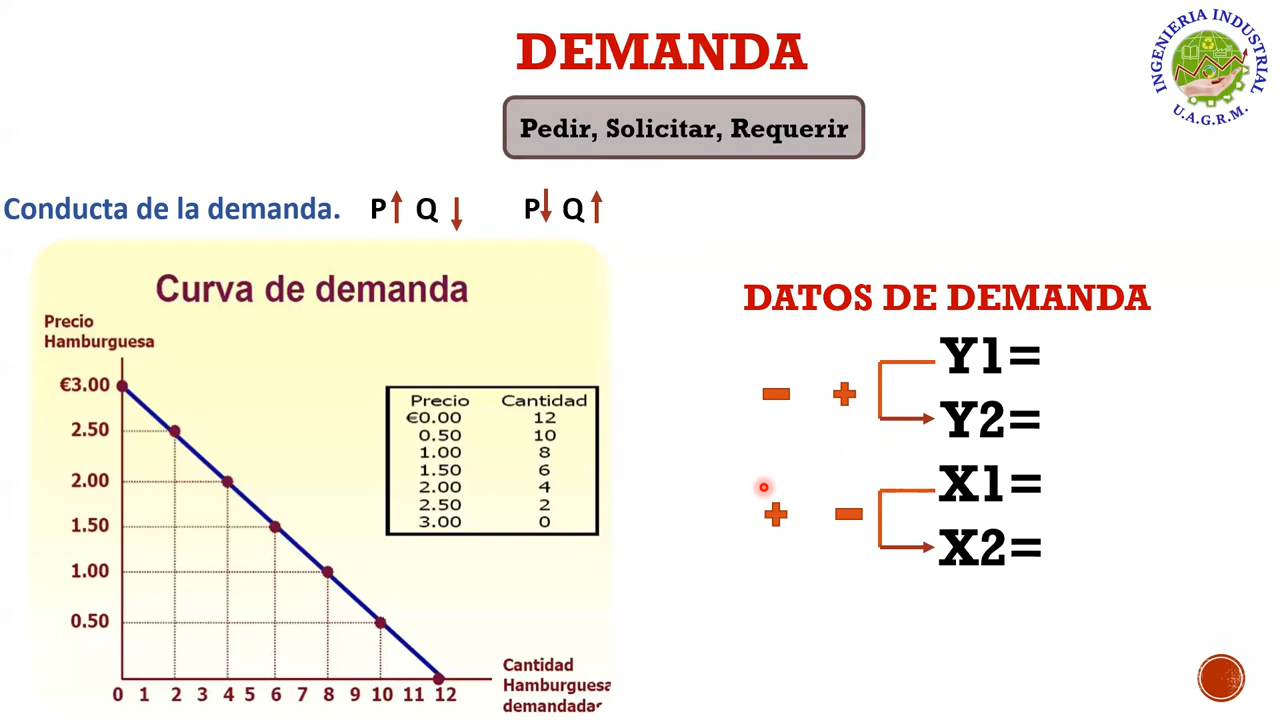 DEMANDA
INGENIERIA INDUSTRIAL
U.A.G.R.M.
Pedir, Solicitar, Requerir
Conducta de la demanda. P Q P Q
Curva de demanda
Precio
Hamburguesa
€3.00
2.50
2.00
1.50
1.00
0.50
0 1 2 3 4 5 6 7 8 9 10 11 12
Cantidad
Hamburguesa
demandadas
Precio Cantidad
€0.00 12
0.50 10
1.00 8
1.50 6
2.00 4
2.50 2
3.00 0
DATOS DE DEMANDA
Y1=
Y2=
X1=
X2=